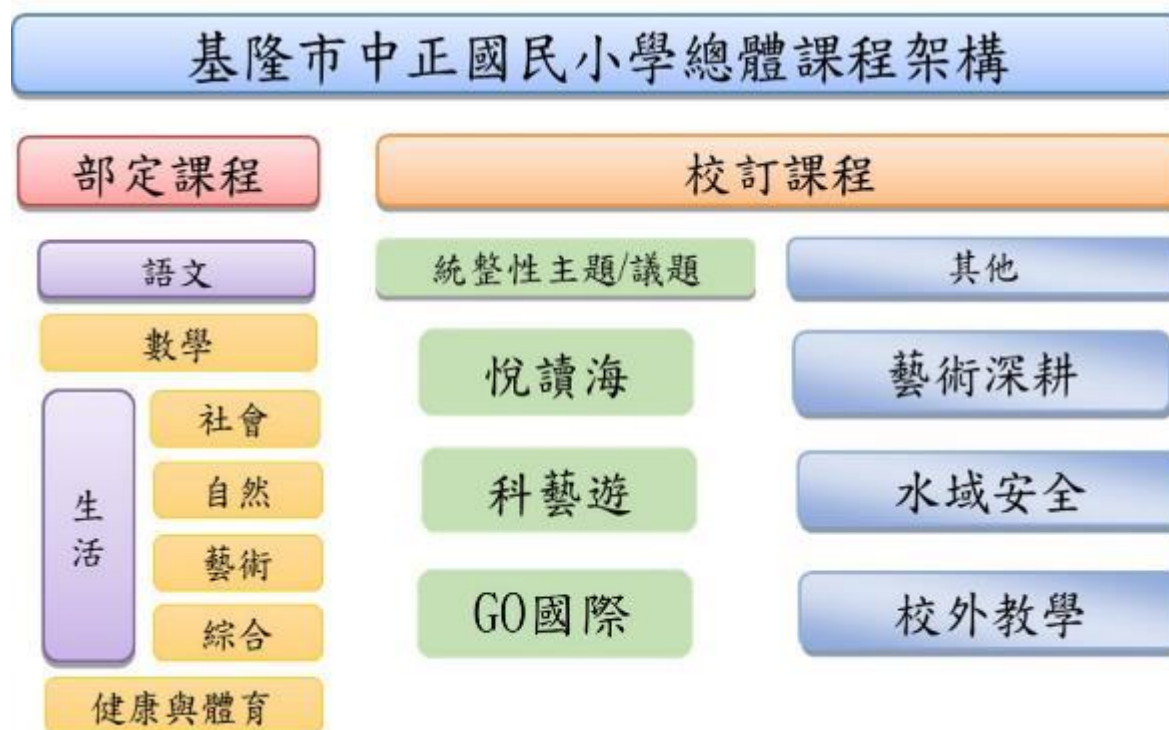 基隆市中正國民小學總體課程架構
部定課程
語文
數學
生活
社會
自然
藝術
綜合
健康與體育
校訂課程
統整性主題/議題
悅讀海
科藝遊
GO國際
其他
藝術深耕
水域安全
校外教學